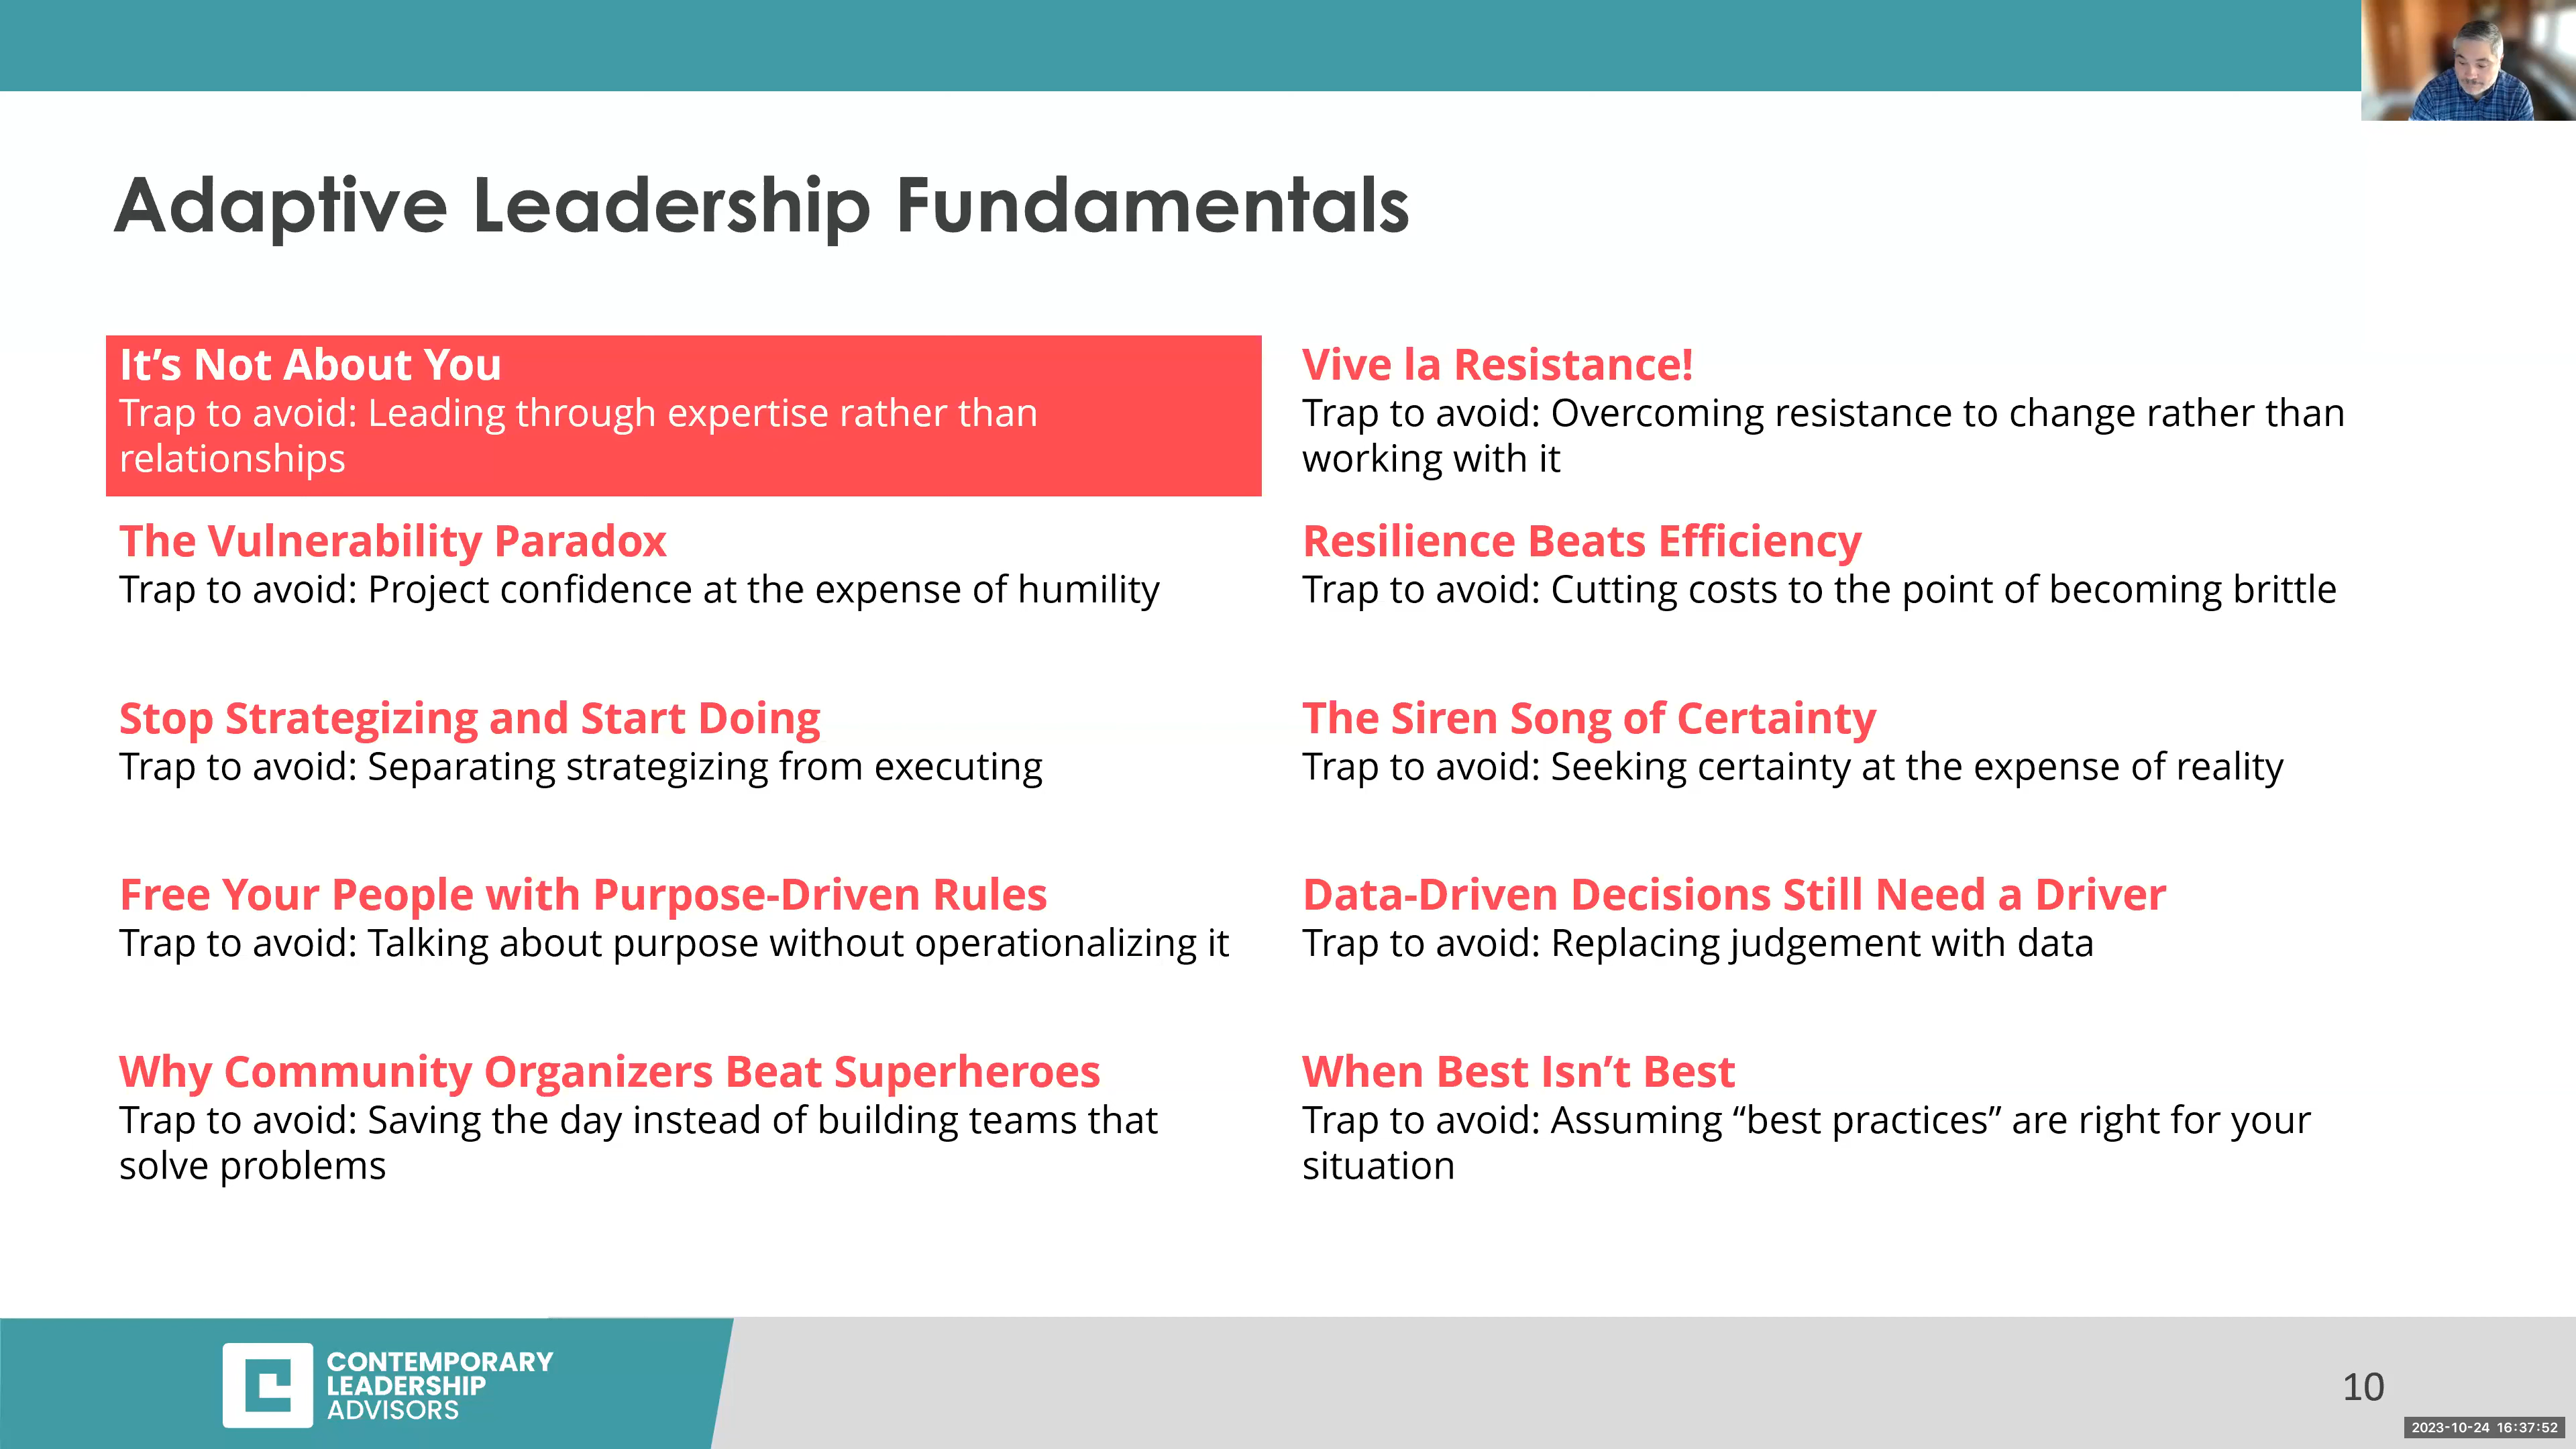 Adaptive Leadership Fundamentals
It’s Not About You
Trap to avoid: Leading through expertise rather than
relationships
The Vulnerability Paradox
Trap to avoid: Project confidence at the expense of humility
Stop Strategizing and Start Doing
Trap to avoid: Separating strategizing from executing
Free Your People with Purpose-Driven Rules
Trap to avoid: Talking about purpose without operationalizing it
Why Community Organizers Beat Superheroes
Trap to avoid: Saving the day instead of building teams that
solve problems
Vive la Resistance!
Trap to avoid: Overcoming resistance to change rather than
working with it
Resilience Beats Efficiency
Trap to avoid: Cutting costs to the point of becoming brittle
The Siren Song of Certainty
Trap to avoid: Seeking certainty at the expense of reality
Data-Driven Decisions Still Need a Driver
Trap to avoid: Replacing judgement with data
When Best Isn’t Best
Trap to avoid: Assuming “best practices” are right for your
situation
CONTEMPORARY
LEADERSHIP
ADVISORS
10
2023-10-24 16:37:52